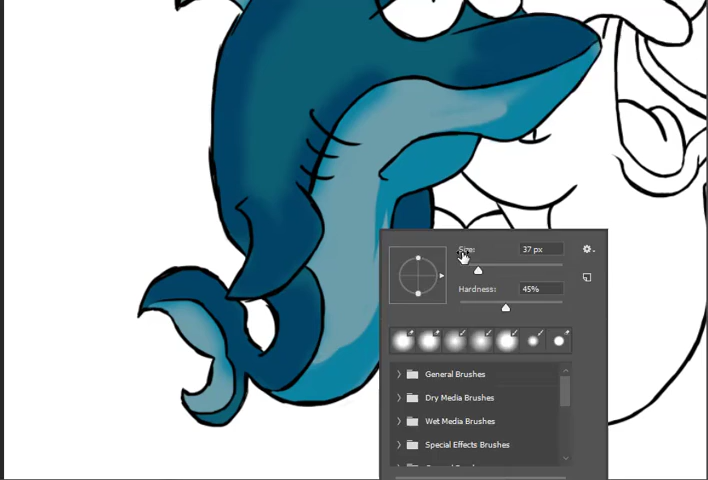 Size: 37 px
Hardness: 45%
General Brushes
Dry Media Brushes
Wet Media Brushes
Special Effects Brushes